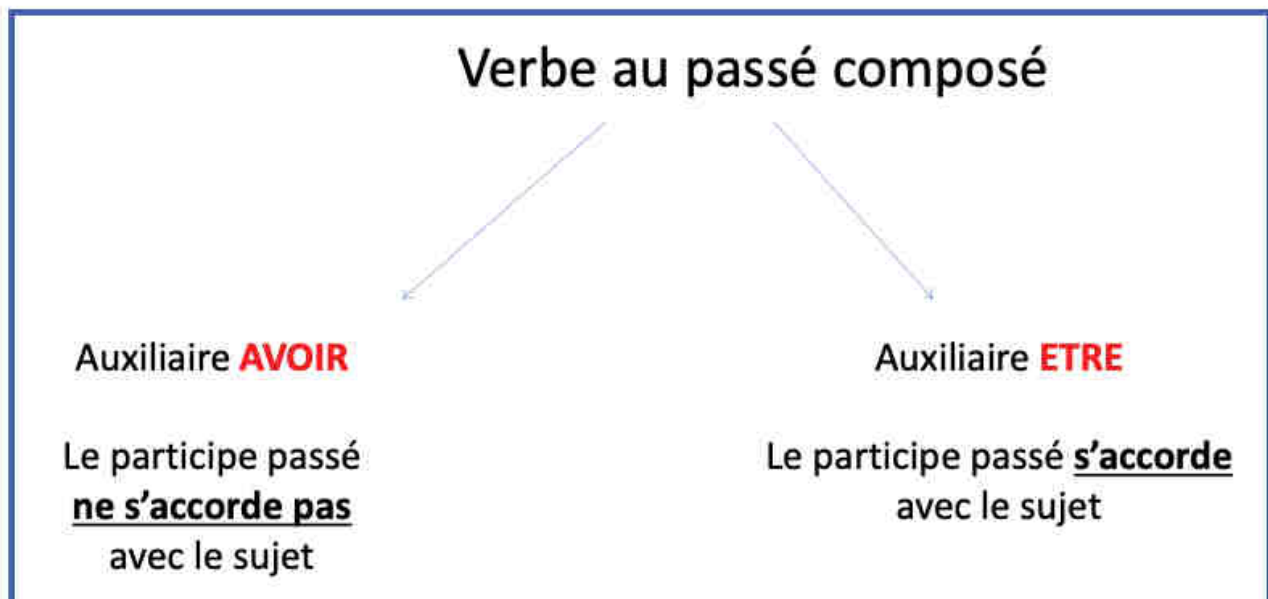 Verbe au passé composé
Auxiliaire AVOIR
Le participe passé
ne s’accorde pas
avec le sujet
Auxiliaire ETRE
Le participe passé s’accorde
avec le sujet